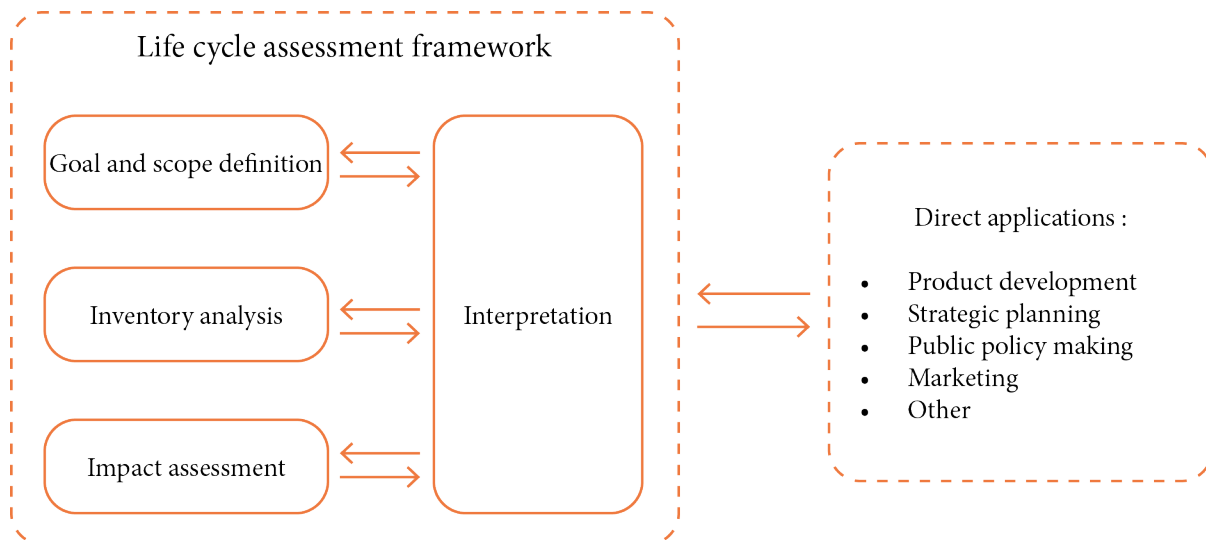 Life cycle assessment framework
Goal and scope definition
Inventory analysis
Impact assessment
Interpretation
Direct applications :
• Product development
• Strategic planning
• Public policy making
• Marketing
• Other